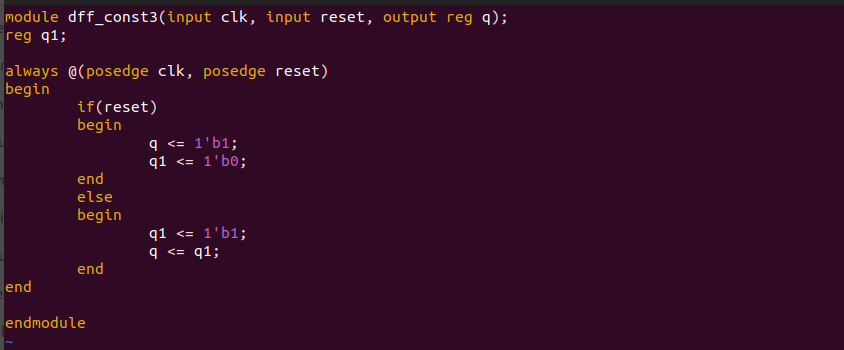 module dff_const3(input clk, input reset, output reg q);
reg q1;

always @(posedge clk, posedge reset)
begin
        if(reset)
        begin
                q <= 1'b1;
                q1 <= 1'b0;
        end
        else
        begin
                q1 <= 1'b1;
                q <= q1;
        end
end

endmodule
~